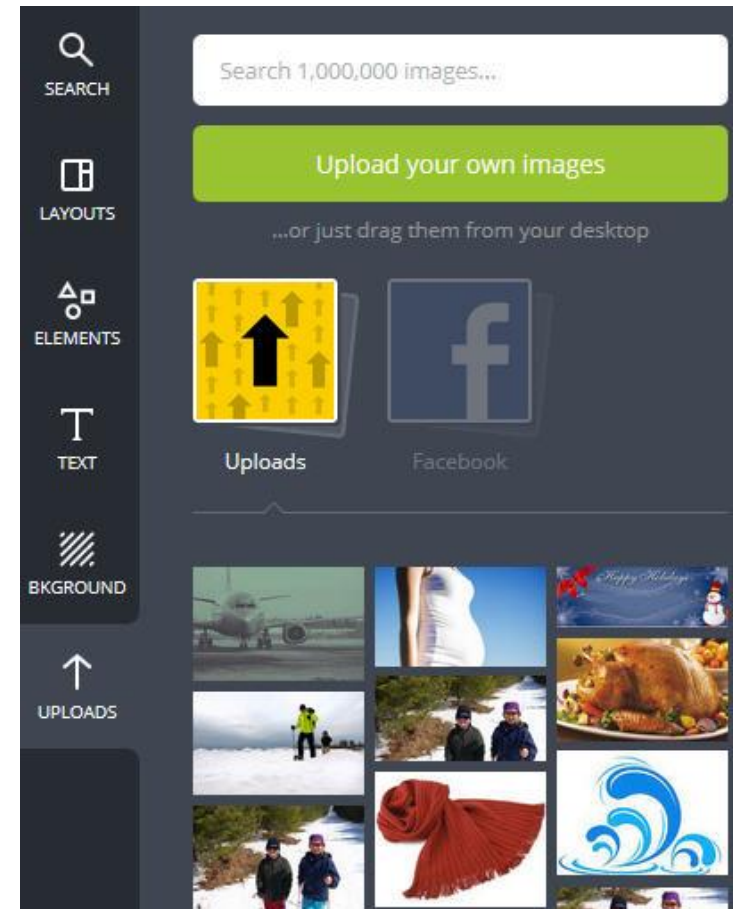 SEARCH
LAYOUTS
ELEMENTS
TEXT
BKGROUND
UPLOADS
Search 1,000,000 images...
Upload your own images
...or just drag them from your desktop
Uploads
Facebook
Happy Holidays